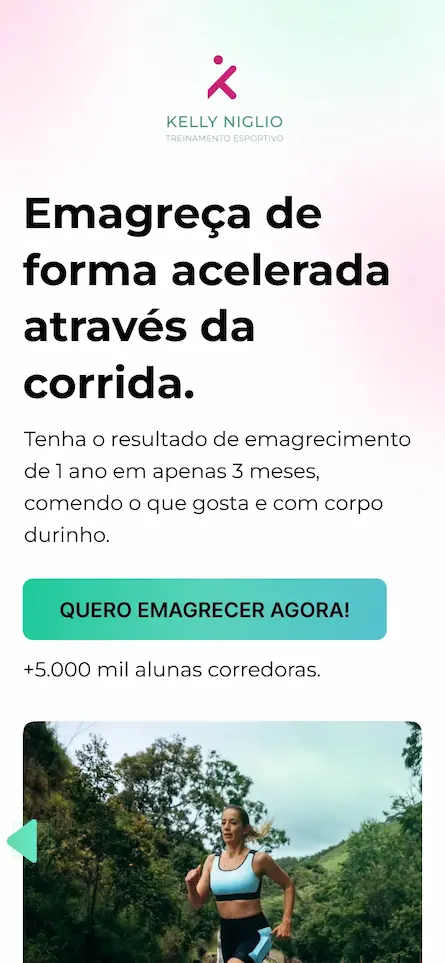 KELLY NIGLIO
TREINAMENTO ESPORTIVO
Emagreça de
forma acelerada
através da
corrida.
Tenha o resultado de emagrecimento
de 1 ano em apenas 3 meses,
comendo o que gosta e com corpo
durinho.
QUERO EMAGRECER AGORA!
+5.000 mil alunas corredoras.